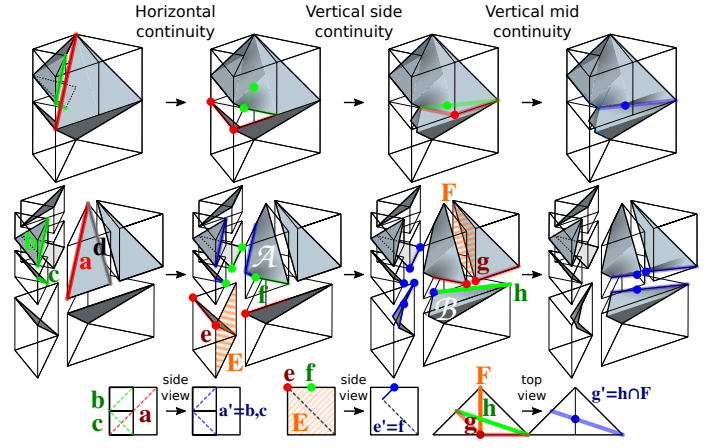 Horizontal continuity
Vertical side continuity
Vertical mid continuity
b
c
a
d
A
f
e
E
F
g
B
h
b
c
a
side view
a'=b,c
e
f
E
side view
e'=f
F
h
g
top view
g'=h∩F